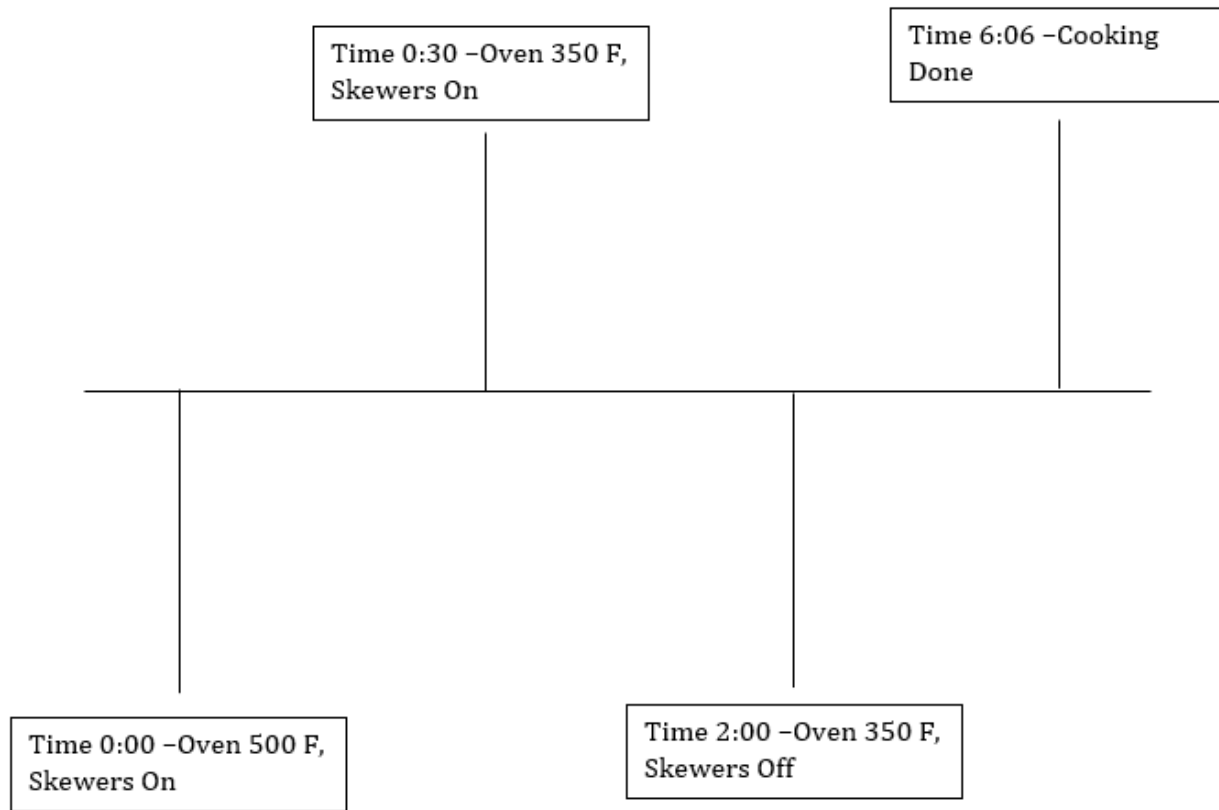 Time 0:30 –Oven 350 F,
Skewers On
Time 6:06 –Cooking
Done
Time 0:00 –Oven 500 F,
Skewers On
Time 2:00 –Oven 350 F,
Skewers Off